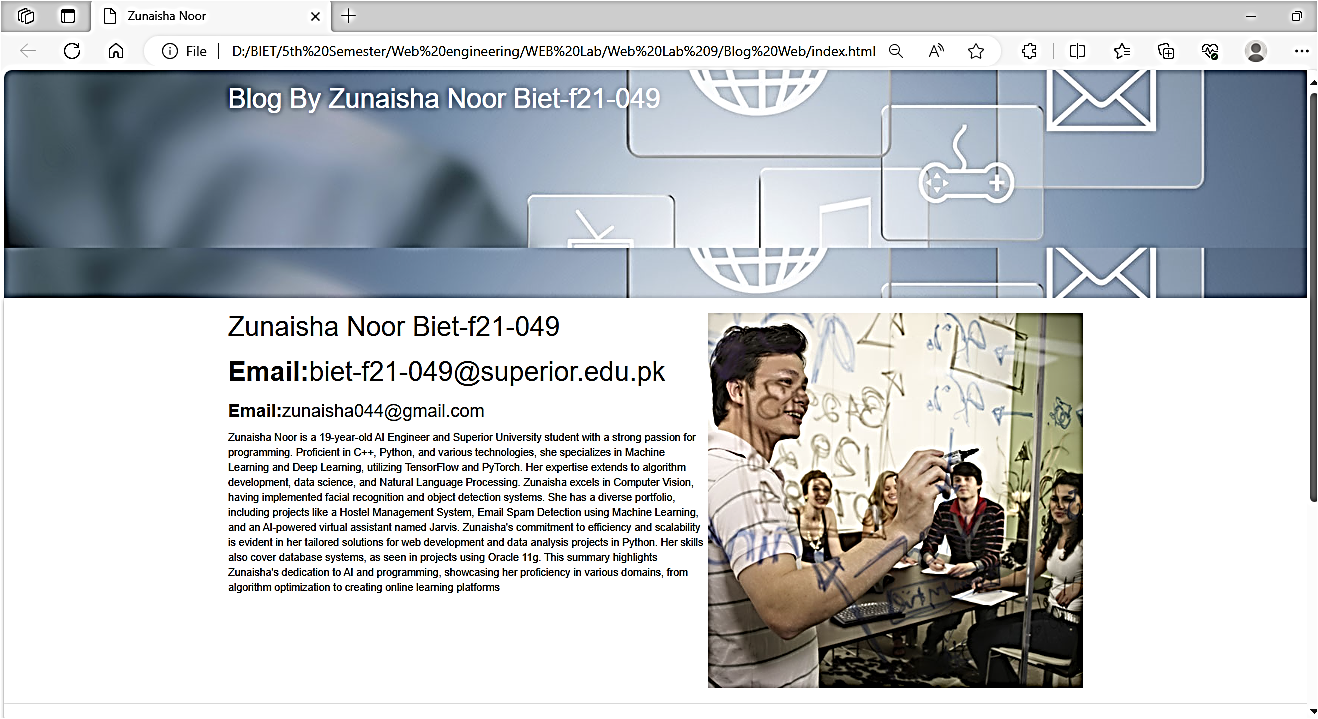 Zunaisha Noor
File
D:/BIET/5th%20Semester/Web%20engineering/WEB%20Lab/Web%20Lab%209/Blog%20Web/index.html
Blog By Zunaisha Noor Biet-f21-049
Zunaisha Noor Biet-f21-049
Email:biet-f21-049@superior.edu.pk
Email:zunaisha044@gmail.com
Zunaisha Noor is a 19-year-old AI Engineer and Superior University student with a strong passion for
programming. Proficient in C++, Python, and various technologies, she specializes in Machine
Learning and Deep Learning, utilizing TensorFlow and PyTorch. Her expertise extends to algorithm
development, data science, and Natural Language Processing. Zunaisha excels in Computer Vision,
having implemented facial recognition and object detection systems. She has a diverse portfolio,
including projects like a Hostel Management System, Email Spam Detection using Machine Learning,
and an AI-powered virtual assistant named Jarvis. Zunaisha's commitment to efficiency and scalability
is evident in her tailored solutions for web development and data analysis projects in Python. Her skills
also cover database systems, as seen in projects using Oracle 11g. This summary highlights
Zunaisha's dedication to AI and programming, showcasing her proficiency in various domains, from
algorithm optimization to creating online learning platforms